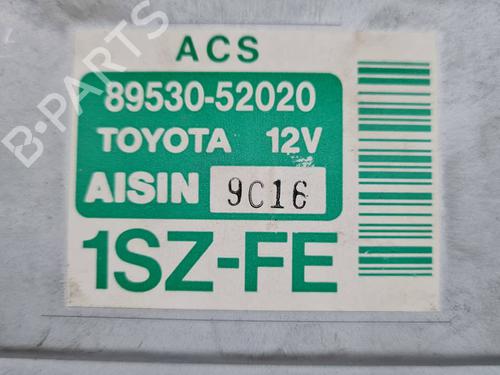 B-PARTS
ACS
89530-52020
TOYOTA 12V
AISIN 9C16
1SZ-FE